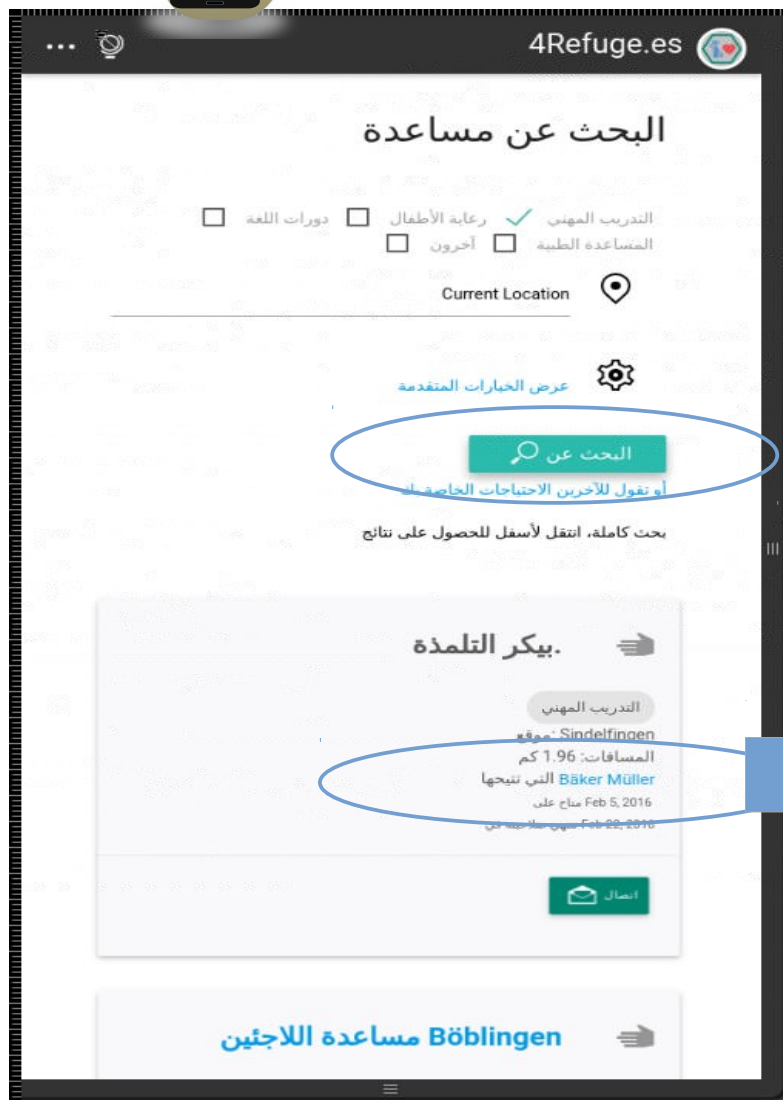 4Refuge.es
البحث عن مساعدة
التدريب المهني رعاية الأطفال دورات اللغة
المساعدة الطبية آخرون
Current Location
عرض الخيارات المتقدمة
البحث عن
أو تقول للآخرين الاحتياجات الخاصة بك
بحث كاملة، انتقل لأسفل للحصول على نتائج
بيكر التلمذة.
التدريب المهني
Sindelfingen :موقع
المسافات: 1.96 كم
Bäker Müller التي تتيحها
Feb 5, 2016 متاح على
Feb 22, 2016
اتصال
Böblingen مساعدة اللاجئين